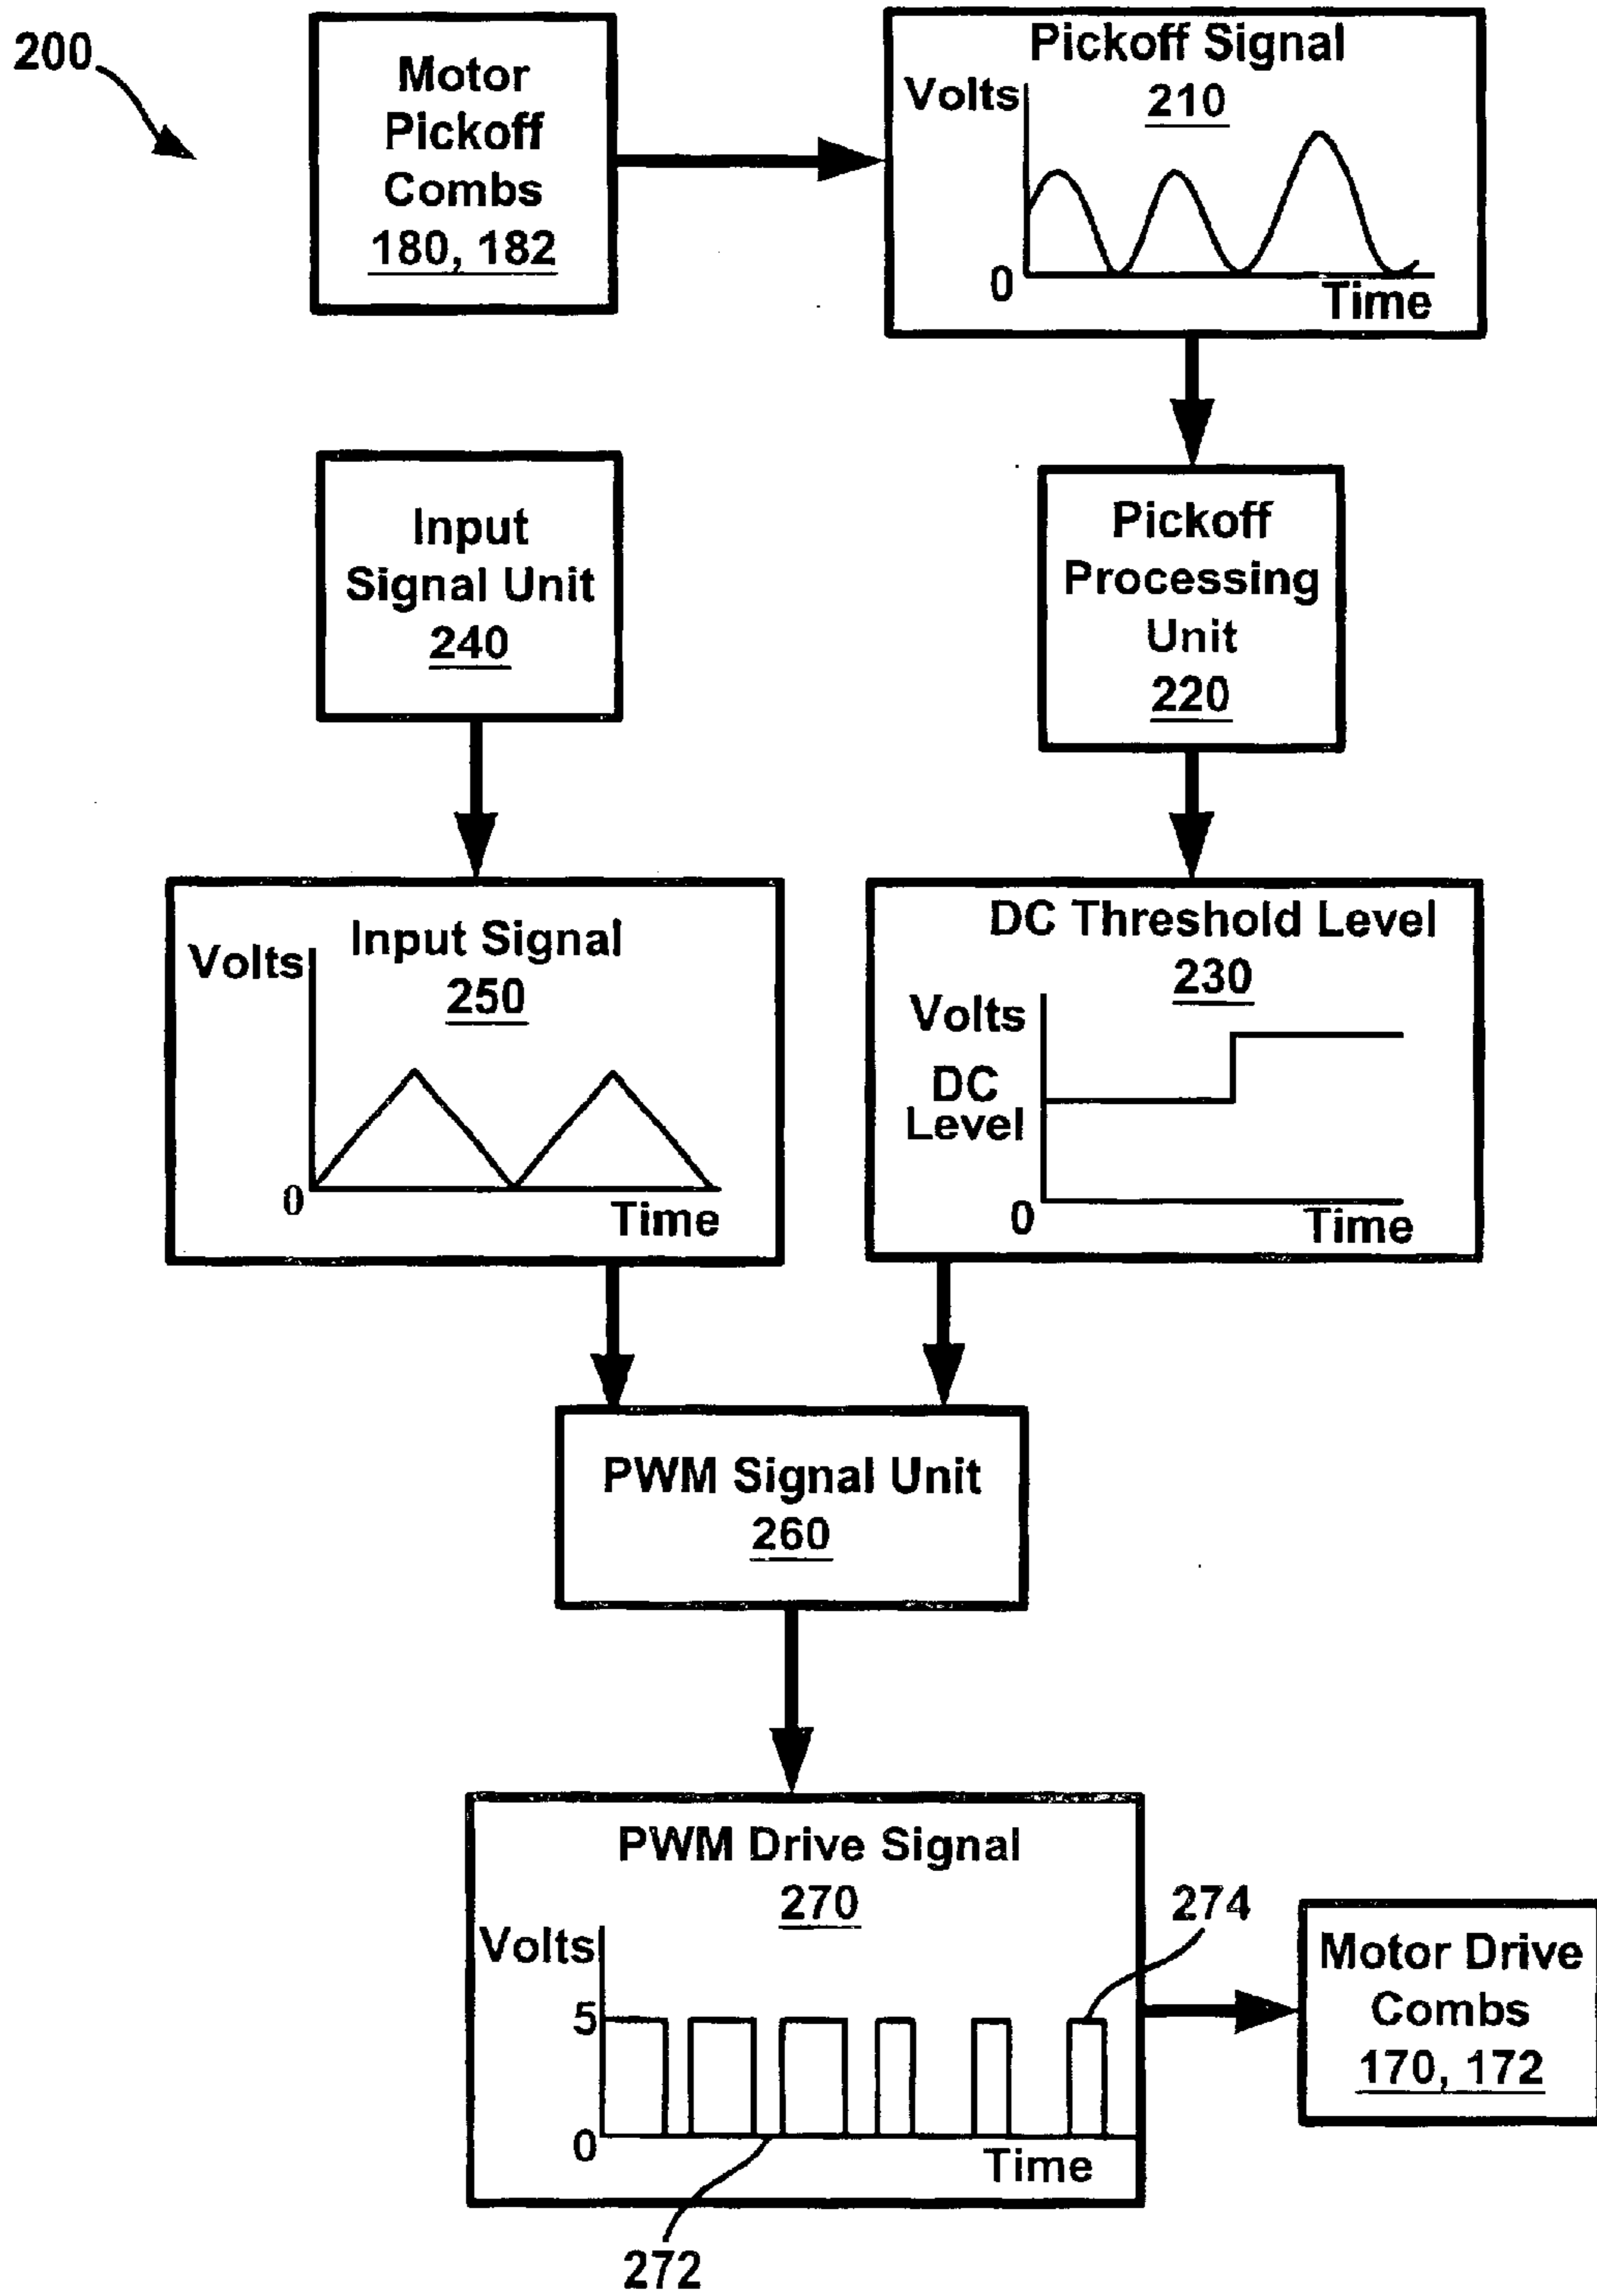 200
Motor
Pickoff
Combs
180, 182
Pickoff Signal
210
Volts
0
Time
Input
Signal Unit
240
Pickoff
Processing
Unit
220
Input Signal
250
Volts
0
Time
DC Threshold Level
230
Volts
DC
Level
0
Time
PWM Signal Unit
260
PWM Drive Signal
270
Volts
5
0
Time
274
272
Motor Drive
Combs
170, 172